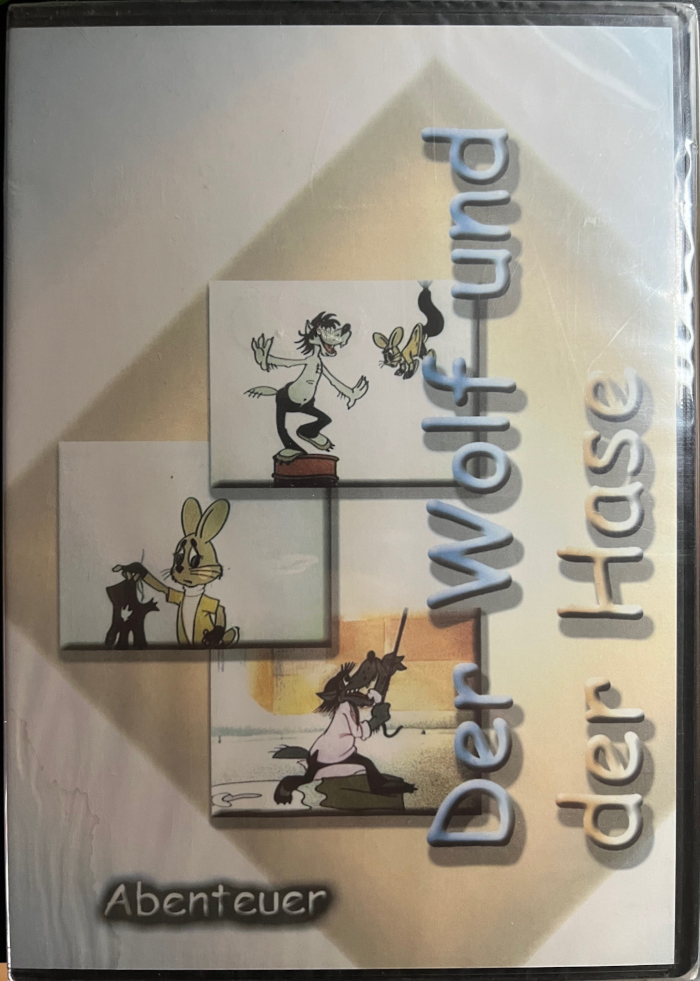 Der Wolf und
der Hase
Abenteuer